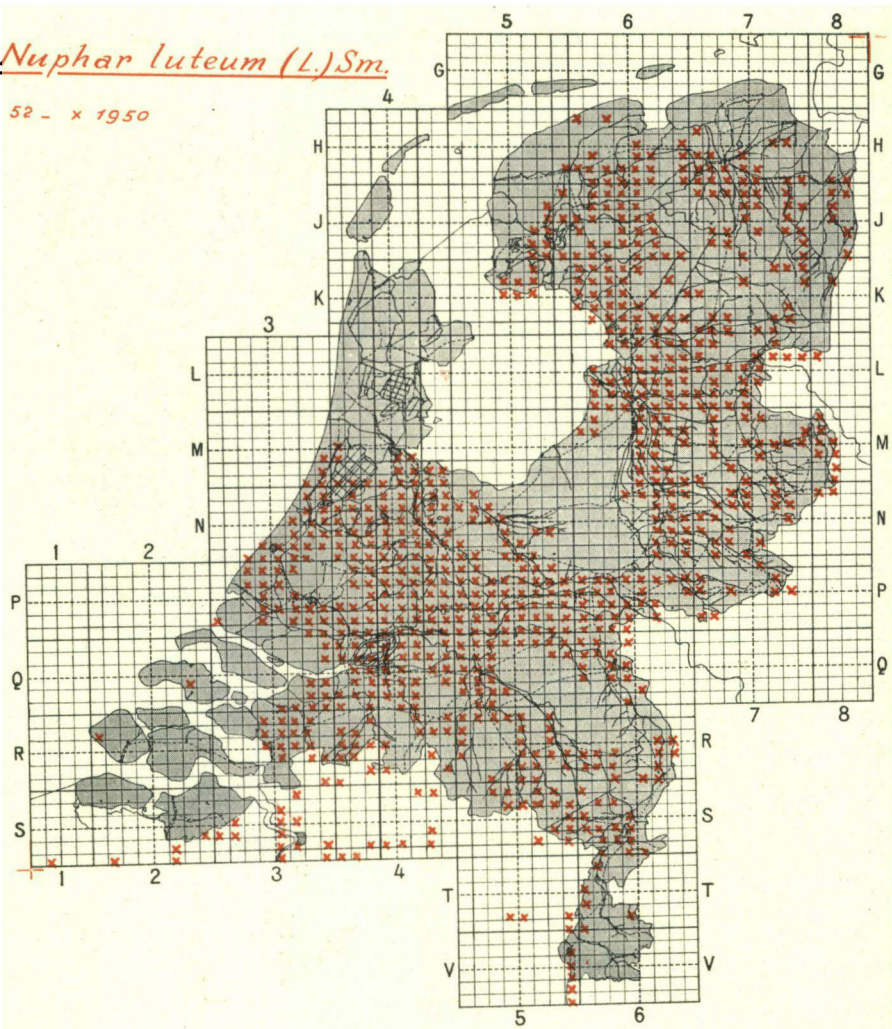 Nuphar luteum (L.) Sm.
52 - x 1950
5 6 7 8
G G
4
H H
J J
K K
3
L L
M M
N N
1 2
P P
Q Q
7 8
R R
S S
1 2 3 4
T T
V V
5 6